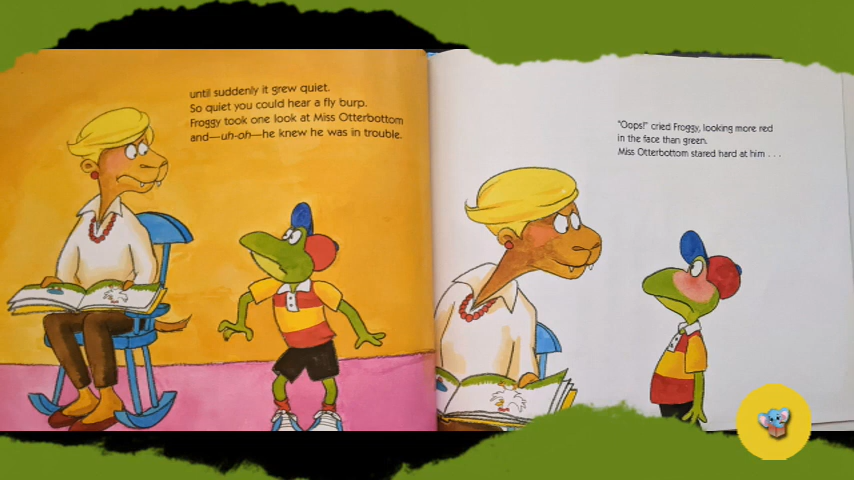 until suddenly it grew quiet.
So quiet you could hear a fly burp.
Froggy took one look at Miss Otterbottom
and—uh-oh—he knew he was in trouble.
"Oops!" cried Froggy, looking more red
in the face than green.
Miss Otterbottom stared hard at him . . .